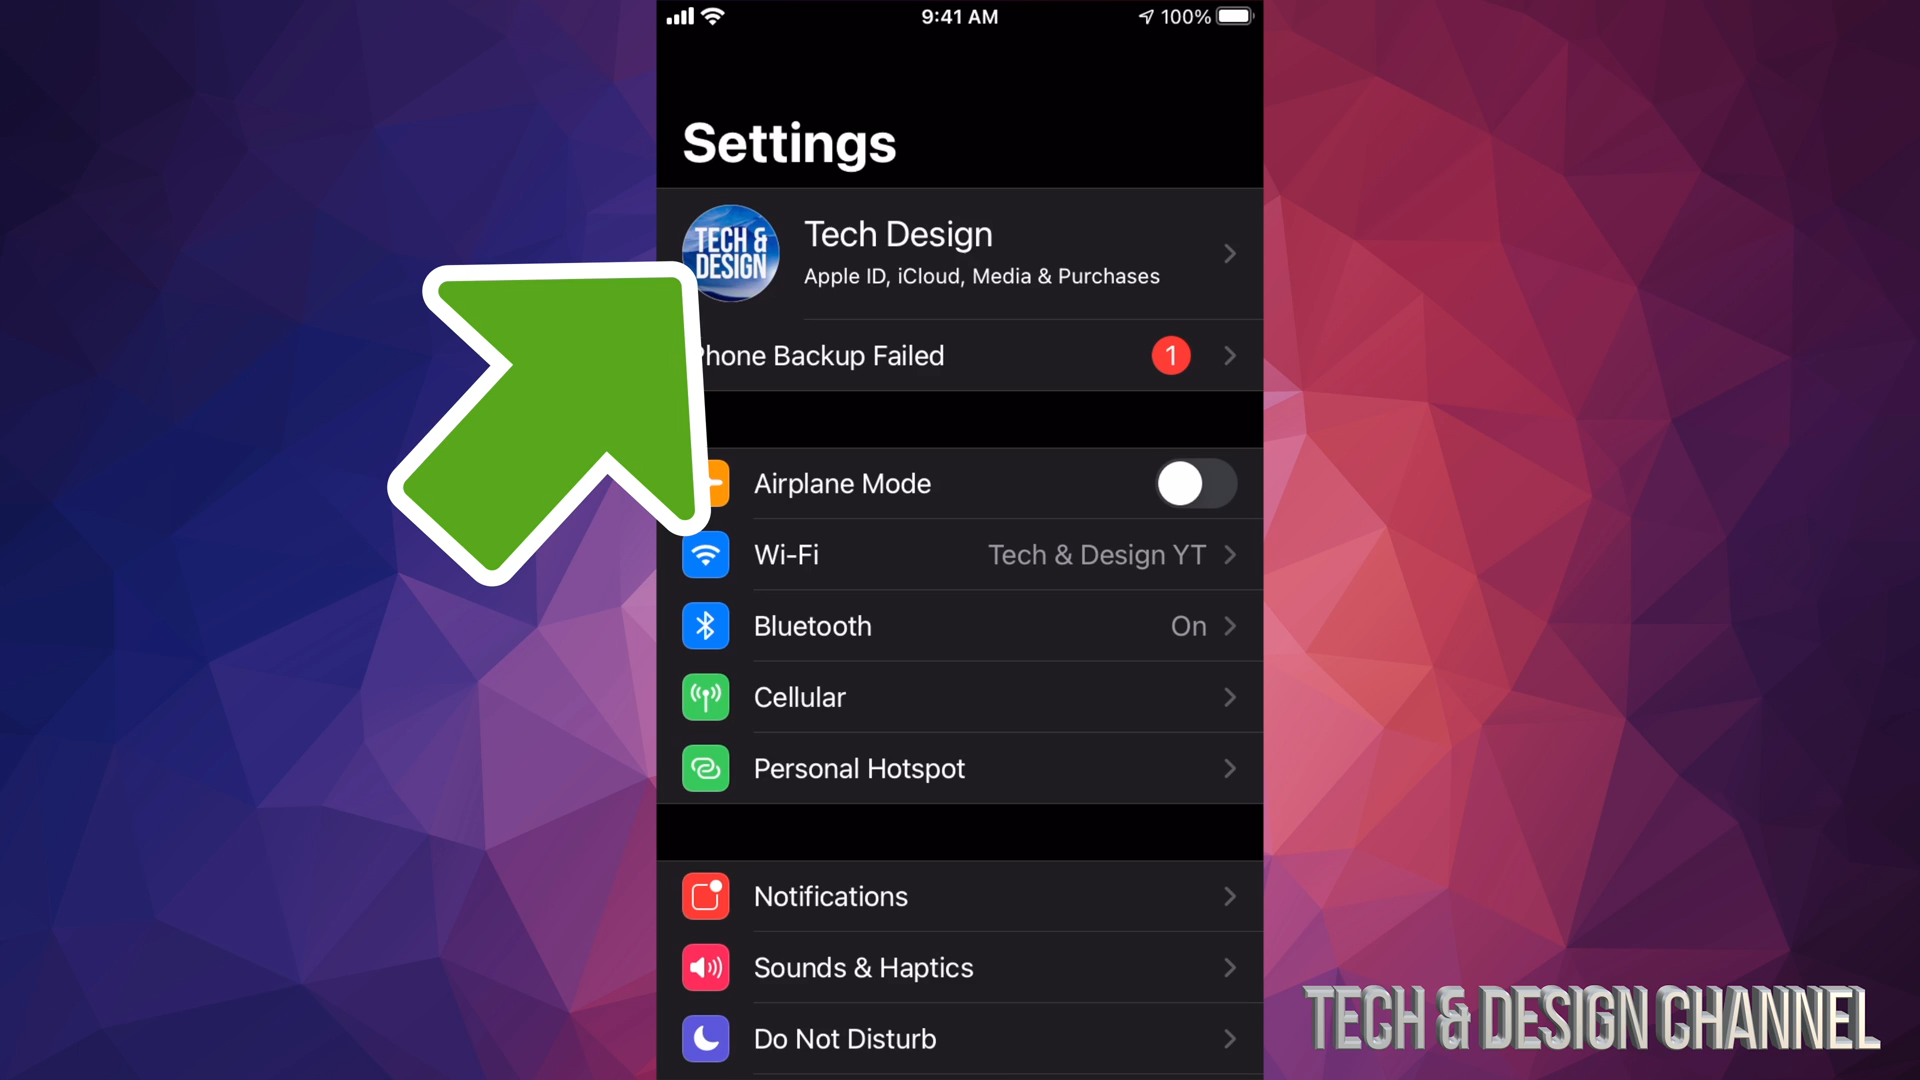 9:41 AM
100%
Settings
TECH &
DESIGN
Tech Design
Apple ID, iCloud, Media & Purchases
Phone Backup Failed
1
Airplane Mode
Wi-Fi
Tech & Design YT
Bluetooth
On
Cellular
Personal Hotspot
Notifications
Sounds & Haptics
Do Not Disturb
TECH & DESIGN CHANNEL